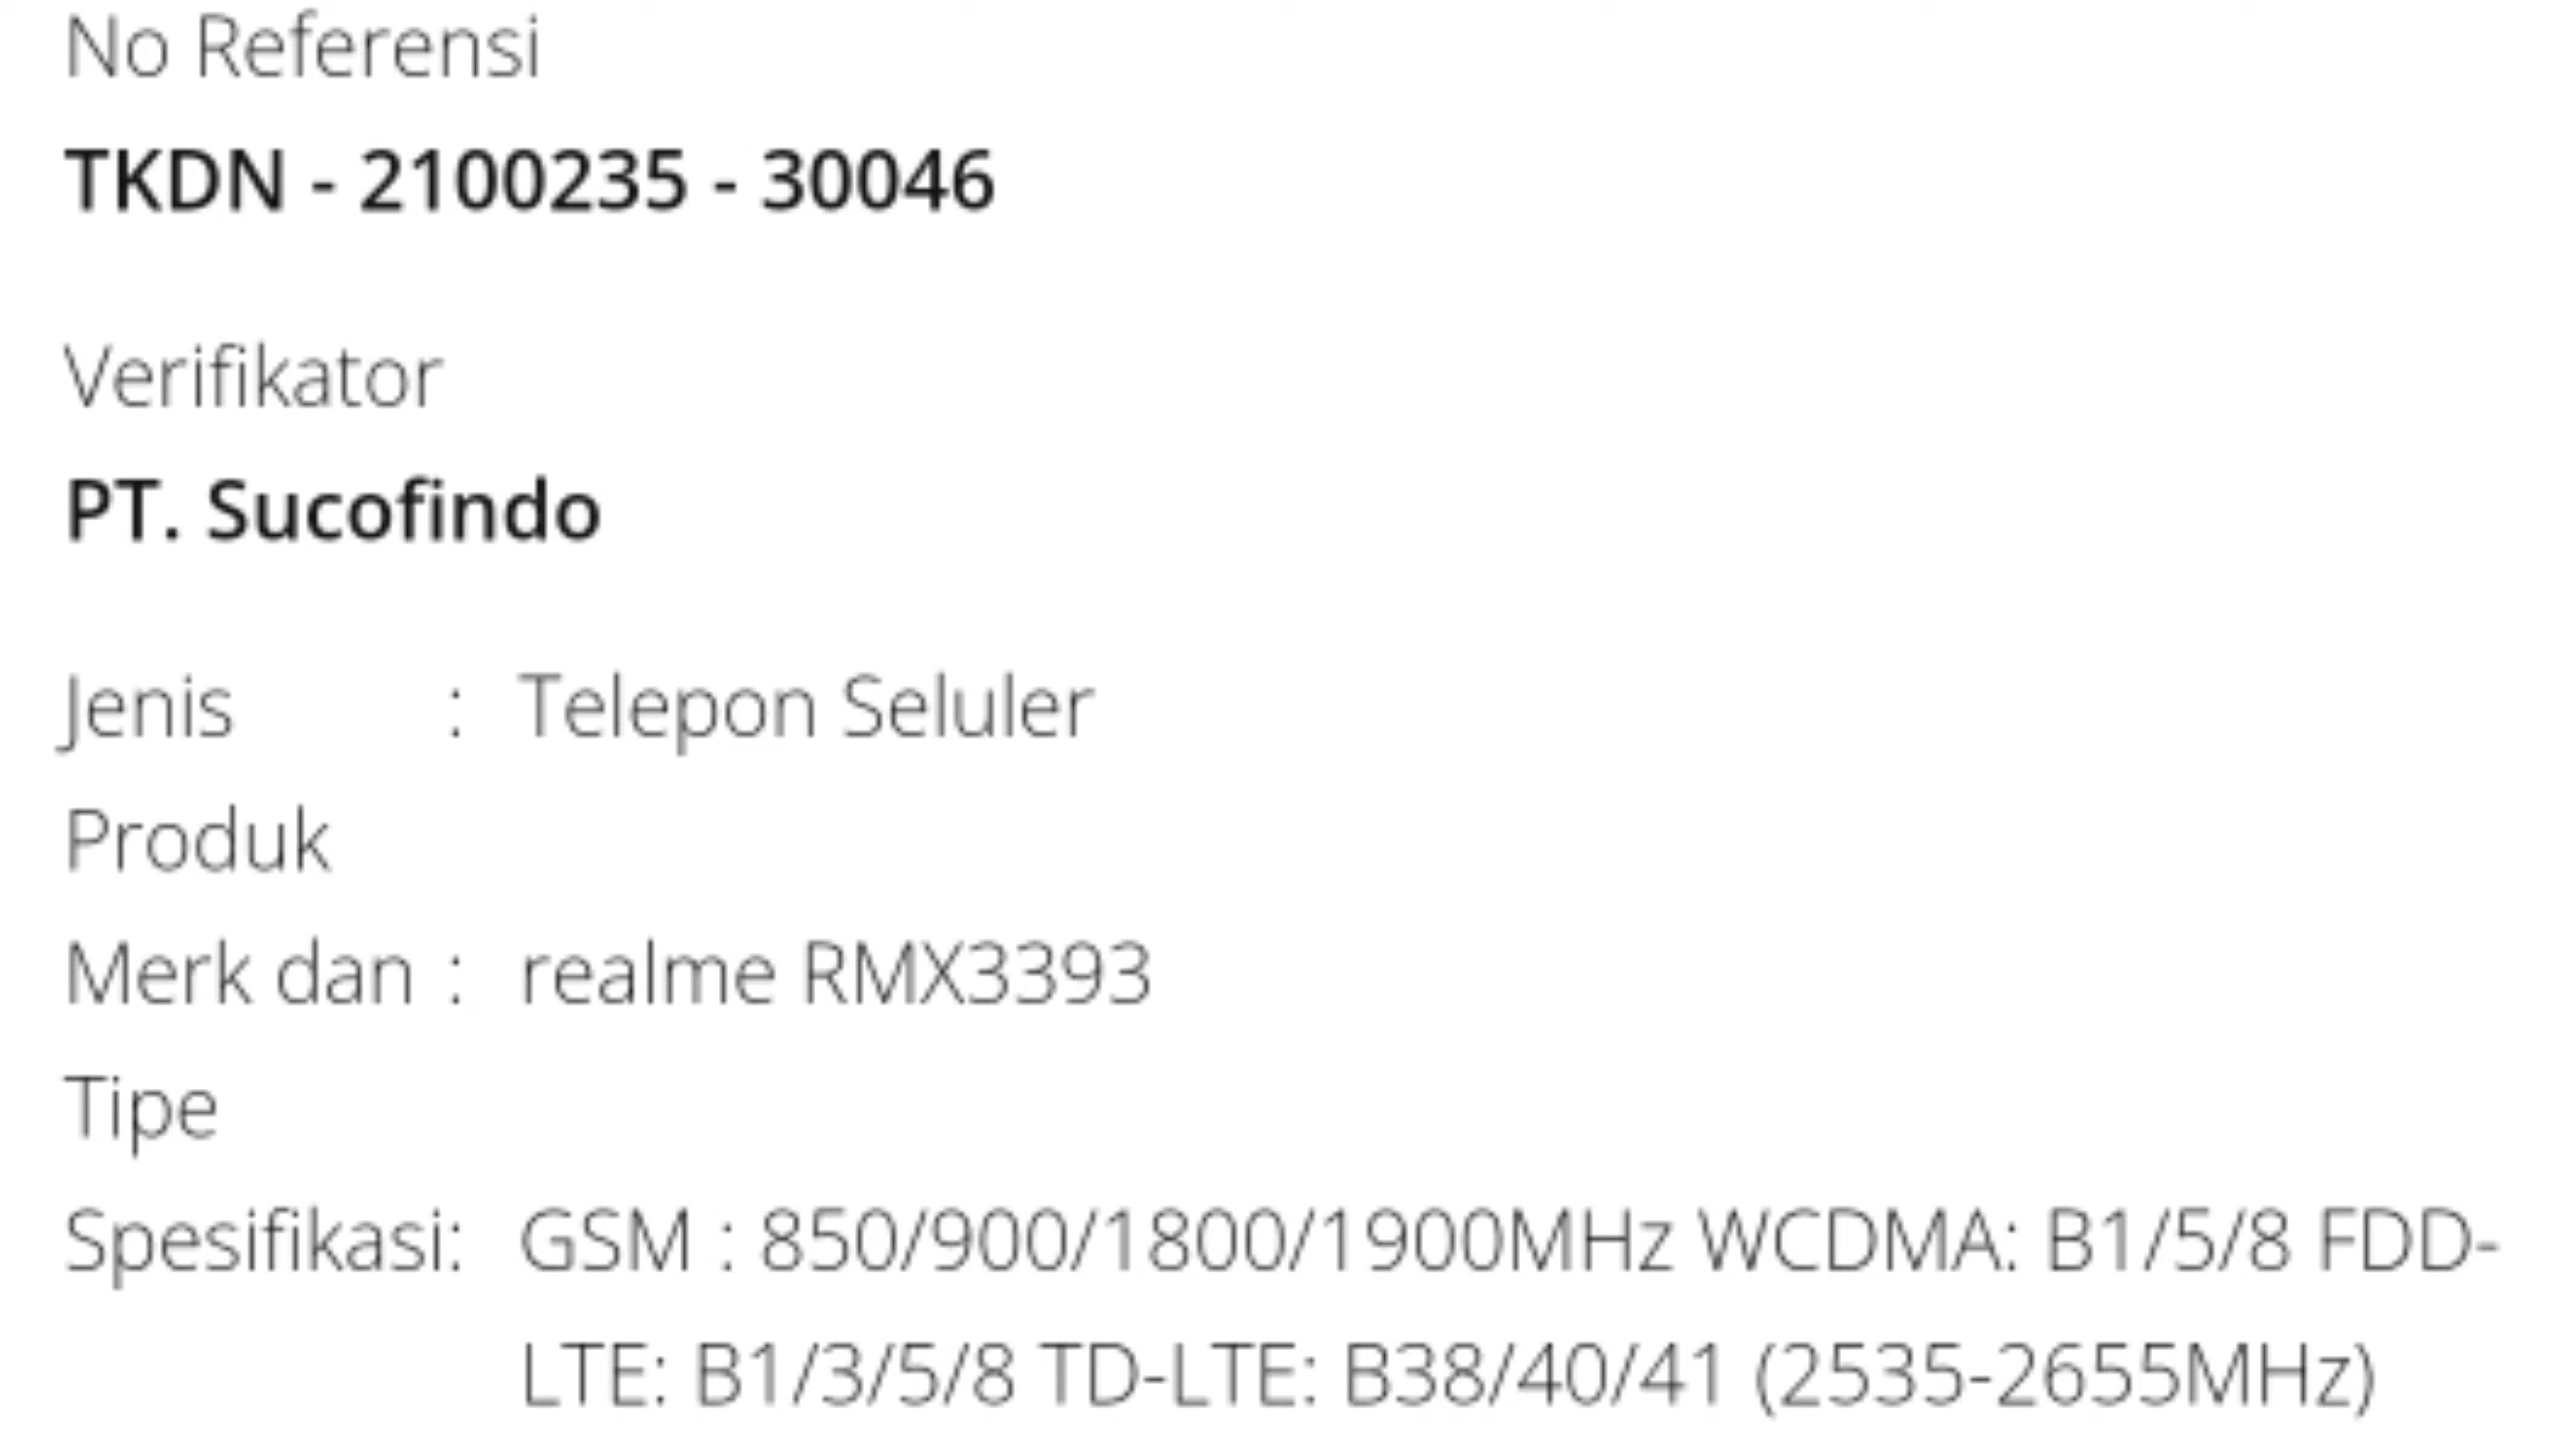 No Referensi
TKDN - 2100235 - 30046
Verifikator
PT. Sucofindo
Jenis : Telepon Seluler
Produk
Merk dan : realme RMX3393
Tipe
Spesifikasi: GSM : 850/900/1800/1900MHz WCDMA: B1/5/8 FDD-
LTE: B1/3/5/8 TD-LTE: B38/40/41 (2535-2655MHz)